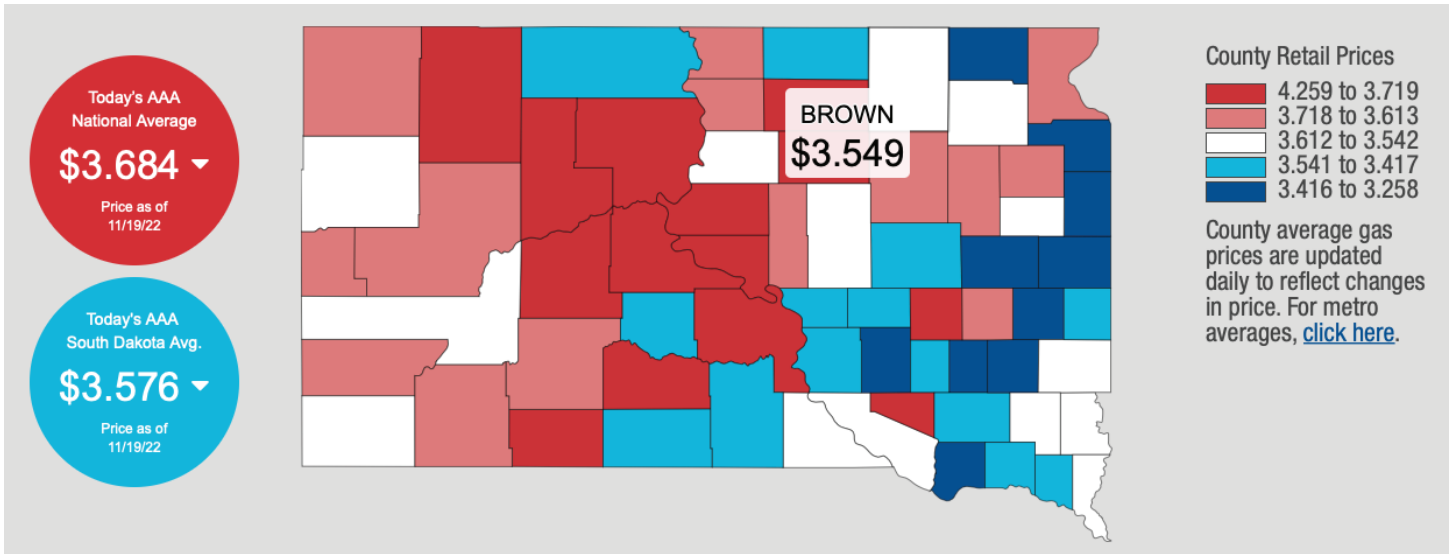 Today's AAA
National Average
$3.684
Price as of
11/19/22
Today's AAA
South Dakota Avg.
$3.576
Price as of
11/19/22
BROWN
$3.549
County Retail Prices
4.259 to 3.719
3.718 to 3.613
3.612 to 3.542
3.541 to 3.417
3.416 to 3.258
County average gas
prices are updated
daily to reflect changes
in price. For metro
averages, click here.